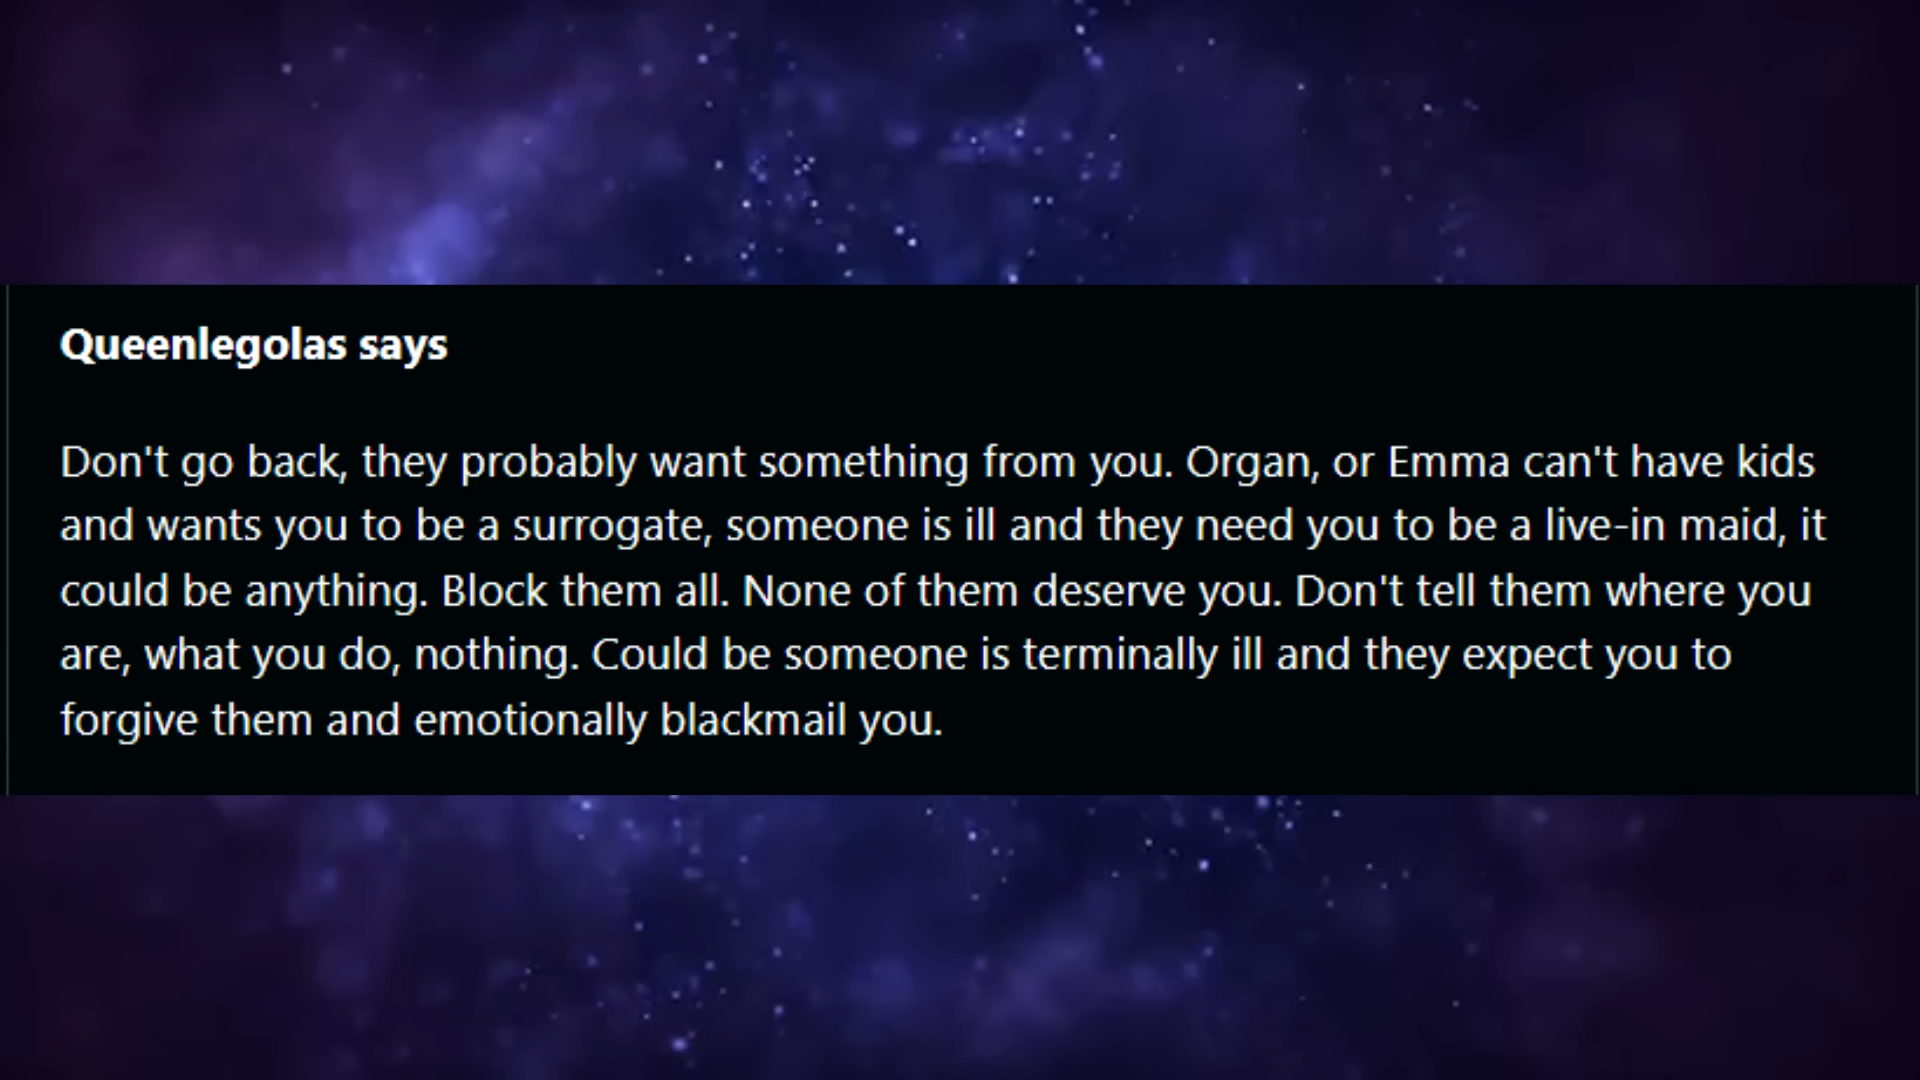 Queenlegolas says
Don't go back, they probably want something from you. Organ, or Emma can't have kids
and wants you to be a surrogate, someone is ill and they need you to be a live-in maid, it
could be anything. Block them all. None of them deserve you. Don't tell them where you
are, what you do, nothing. Could be someone is terminally ill and they expect you to
forgive them and emotionally blackmail you.